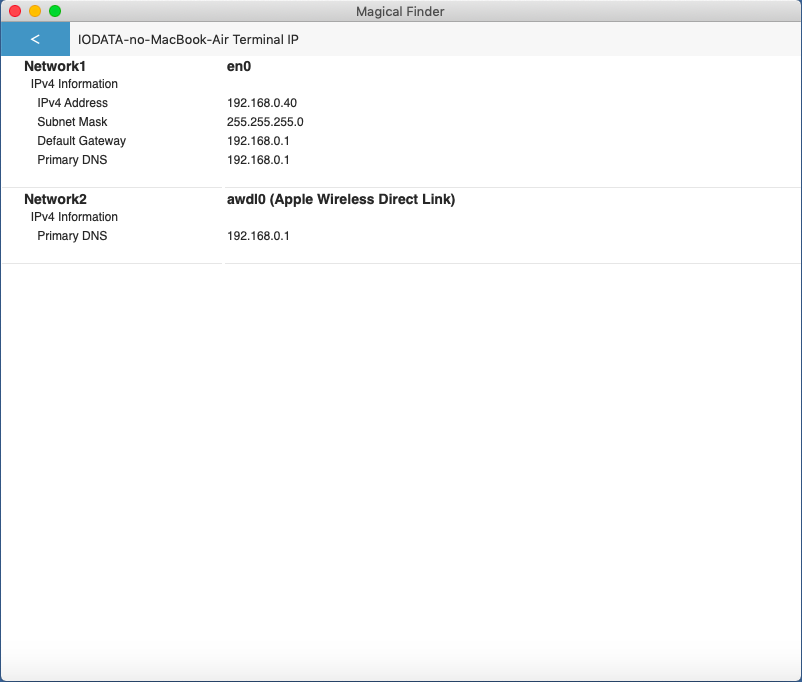 Magical Finder
< IODATA-no-MacBook-Air Terminal IP
Network1 en0
IPv4 Information
IPv4 Address 192.168.0.40
Subnet Mask 255.255.255.0
Default Gateway 192.168.0.1
Primary DNS 192.168.0.1
Network2 awdl0 (Apple Wireless Direct Link)
IPv4 Information
Primary DNS 192.168.0.1